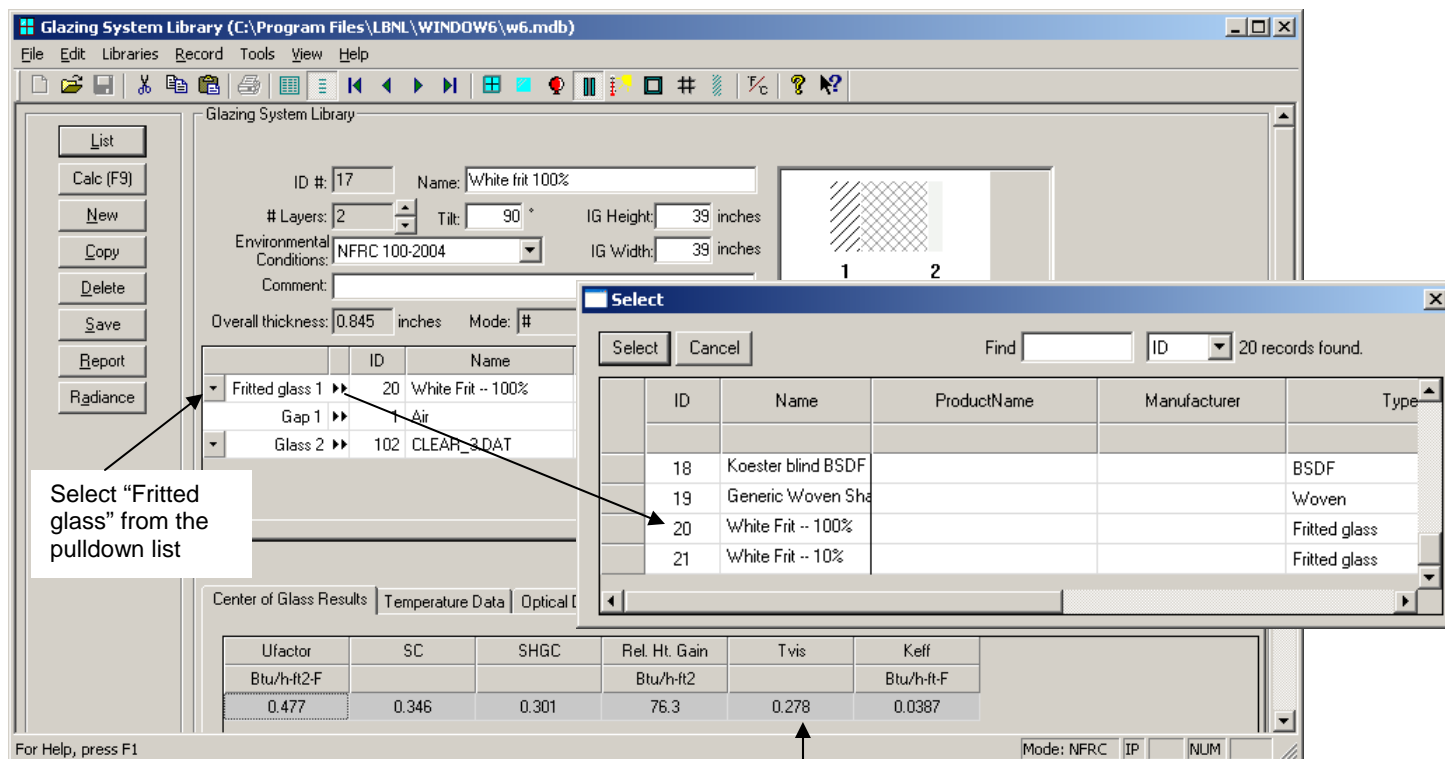 Glazing System Library (C:\Program Files\LBNL\WINDOW6\w6.mdb)
File Edit Libraries Record Tools View Help
Glazing System Library
List
Calc (F9)
New
Copy
Delete
Save
Report
Radiance
ID #: 17 Name: White frit 100%
# Layers: 2 Tilt: 90 ° IG Height: 39 inches
Environmental Conditions: NFRC 100-2004 IG Width: 39 inches
Comment:
Overall thickness: 0.845 inches Mode: #
1 2
ID Name
Fritted glass 1 20 White Frit -- 100%
Gap 1 1 Air
Glass 2 102 CLEAR_3.DAT
Select “Fritted
glass” from the
pulldown list
Select
Select Cancel Find ID 20 records found.
ID Name ProductName Manufacturer Type
18 Koester blind BSDF BSDF
19 Generic Woven Sha Woven
20 White Frit -- 100% Fritted glass
21 White Frit -- 10% Fritted glass
Center of Glass Results Temperature Data Optical D
Ufactor SC SHGC Rel. Ht. Gain Tvis Keff
Btu/h-ft2-F Btu/h-ft2 Btu/h-ft-F
0.477 0.346 0.301 76.3 0.278 0.0387
For Help, press F1 Mode: NFRC IP NUM